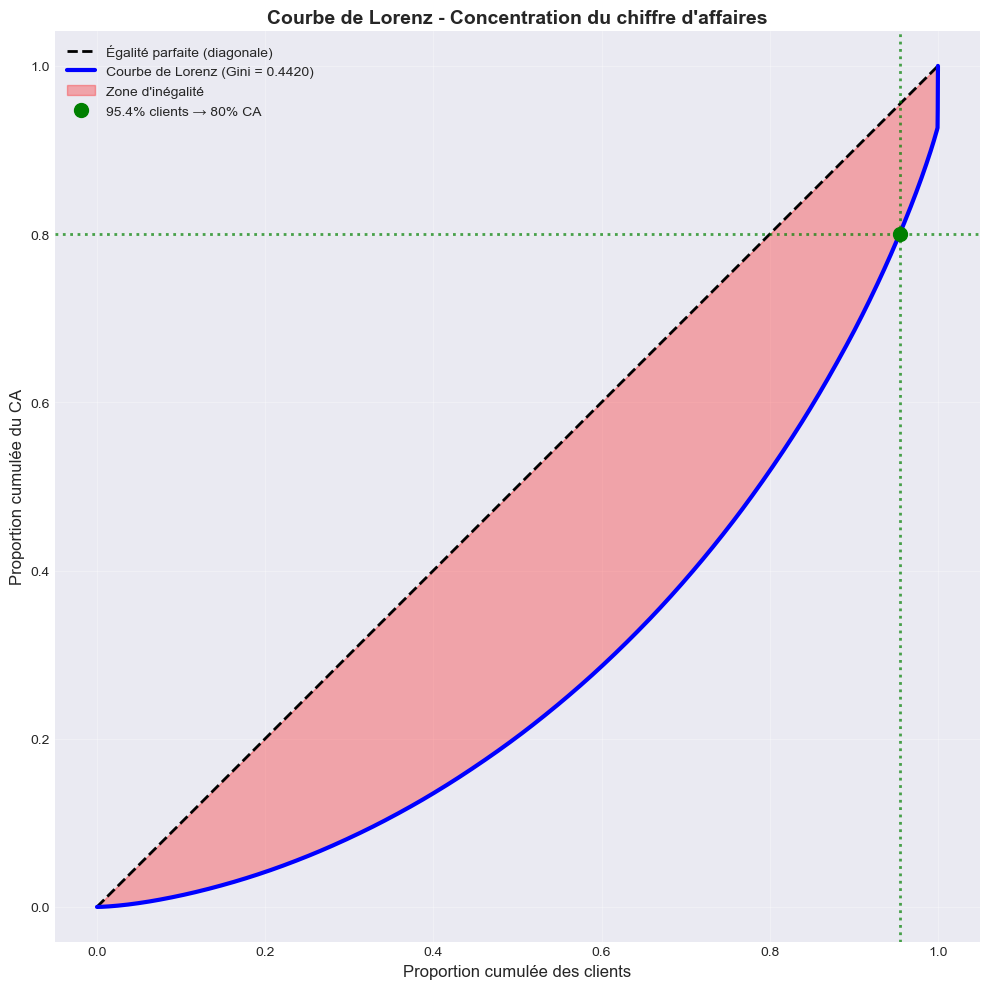 Courbe de Lorenz - Concentration du chiffre d'affaires
Égalité parfaite (diagonale)
Courbe de Lorenz (Gini = 0.4420)
Zone d'inégalité
95.4% clients → 80% CA
1.0
0.8
0.6
0.4
0.2
0.0
Proportion cumulée du CA
0.0 0.2 0.4 0.6 0.8 1.0
Proportion cumulée des clients